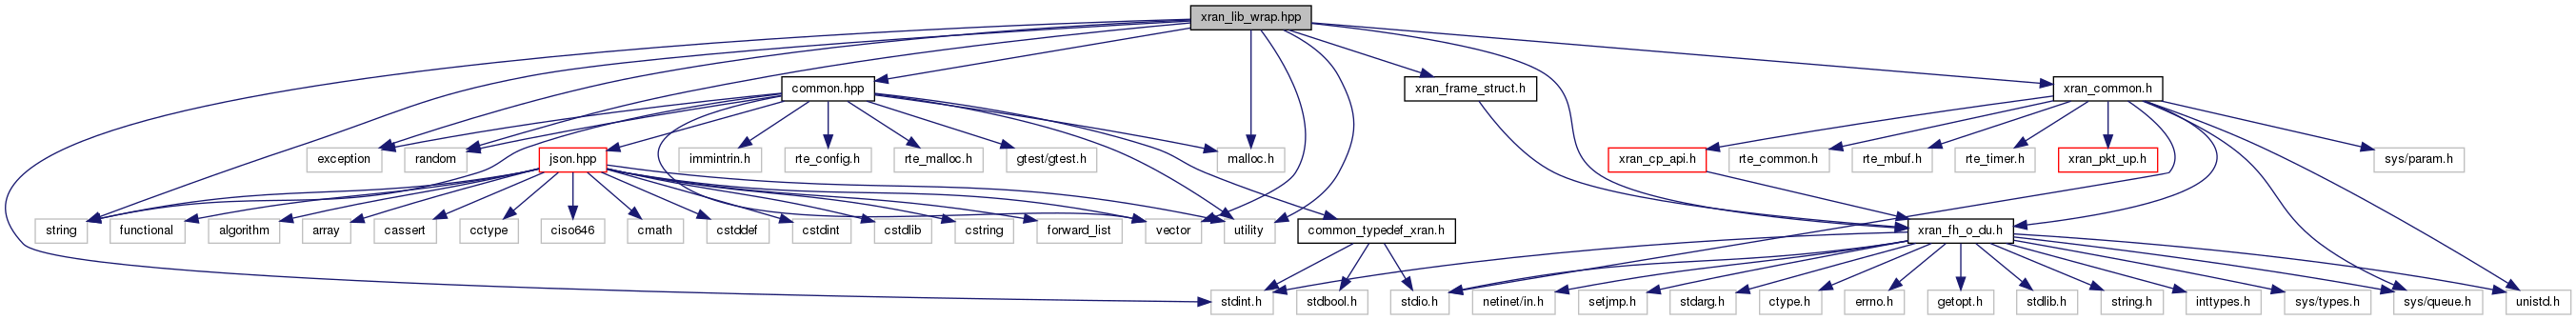 xran_lib_wrap.hpp
common.hpp
xran_frame_struct.h
xran_common.h
exception
random
json.hpp
immintrin.h
rte_config.h
rte_malloc.h
gtest/gtest.h
malloc.h
xran_cp_api.h
rte_common.h
rte_mbuf.h
rte_timer.h
xran_pkt_up.h
sys/param.h
string
functional
algorithm
array
cassert
cctype
ciso646
cmath
cstddef
cstdint
cstdlib
cstring
forward_list
vector
utility
common_typedef_xran.h
xran_fh_o_du.h
stdint.h
stdbool.h
stdio.h
netinet/in.h
setjmp.h
stdarg.h
ctype.h
errno.h
getopt.h
stdlib.h
string.h
inttypes.h
sys/types.h
sys/queue.h
unistd.h